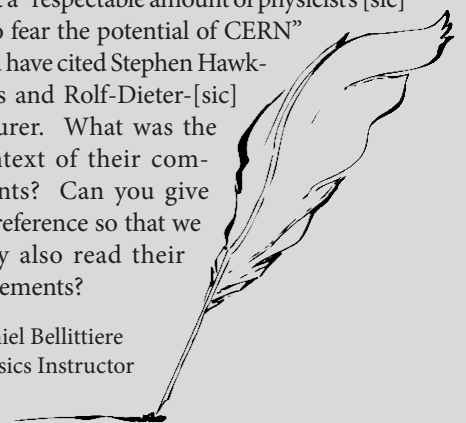 t a “respectable amount of physicist’s [sic]
o fear the potential of CERN”
have cited Stephen Hawk-
s and Rolf-Dieter-[sic]
urer. What was the
ntext of their com-
nts? Can you give
reference so that we
y also read their
ements?
niel Bellittiere
sics Instructor